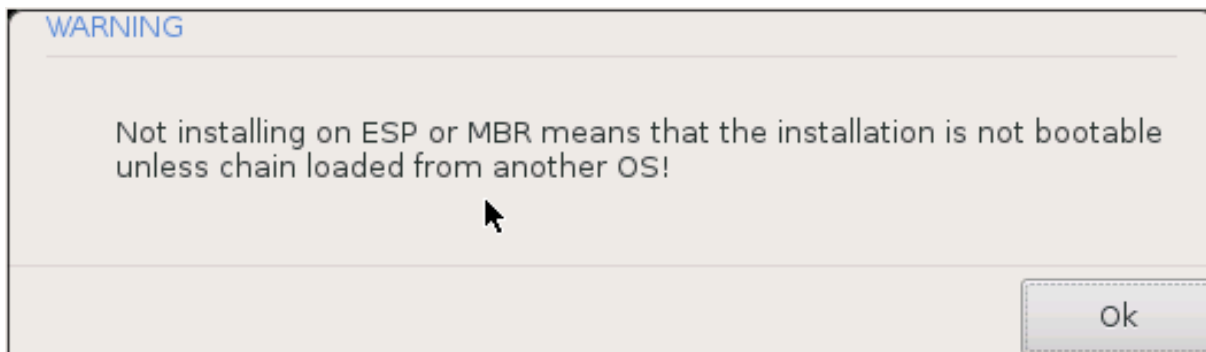 WARNING
Not installing on ESP or MBR means that the installation is not bootable
unless chain loaded from another OS!
Ok